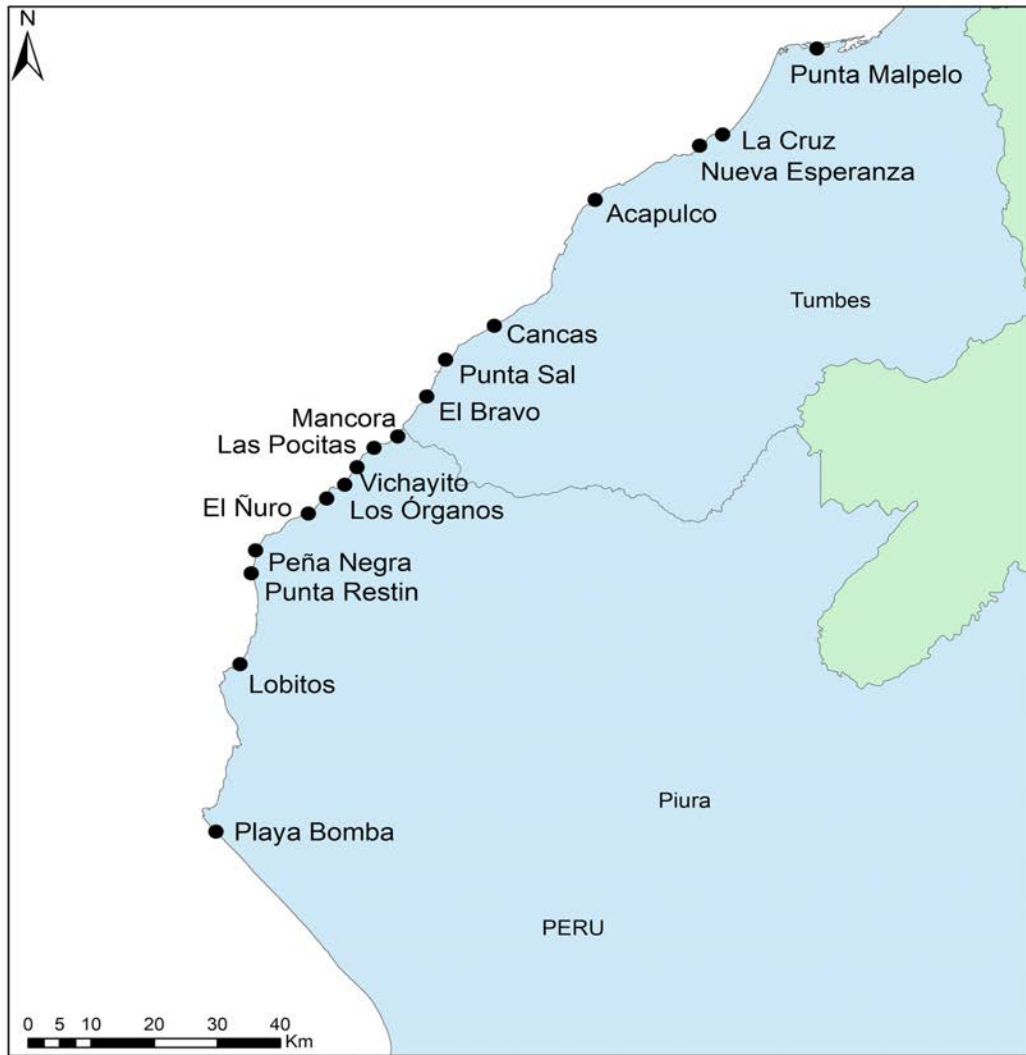 N
Punta Malpelo
La Cruz
Nueva Esperanza
Acapulco
Tumbes
Cancas
Punta Sal
El Bravo
Mancora
Las Pocitas
Vichayito
El Ñuro
Los Órganos
Peña Negra
Punta Restin
Lobitos
Piura
Playa Bomba
PERU
0 5 10 20 30 40
Km